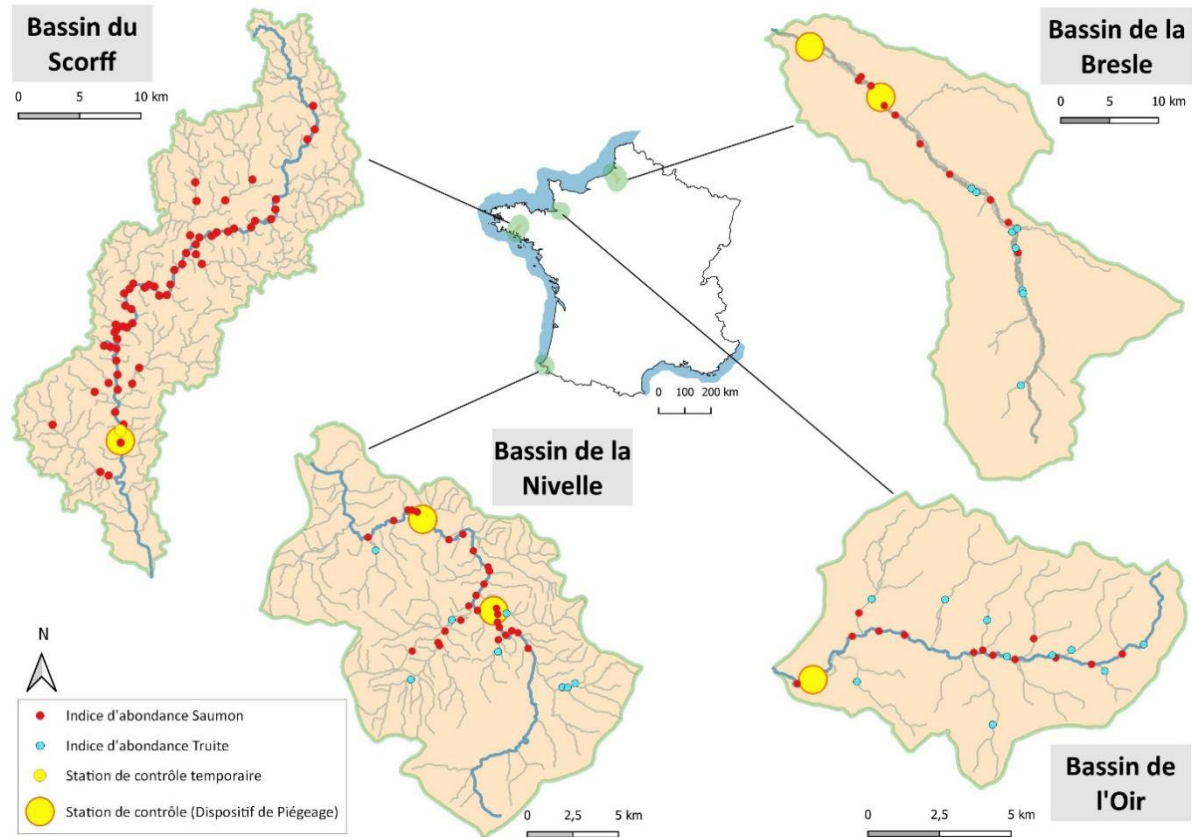 Bassin du
Scorff
0 5 10 km
Bassin de la
Bresle
0 5 10 km
0 100 200 km
Bassin de la
Nivelle
N
Indice d'abondance Saumon
Indice d'abondance Truite
Station de contrôle temporaire
Station de contrôle (Dispositif de Piégeage)
0 2,5 5 km
Bassin de
l'Oir
0 2,5 5 km